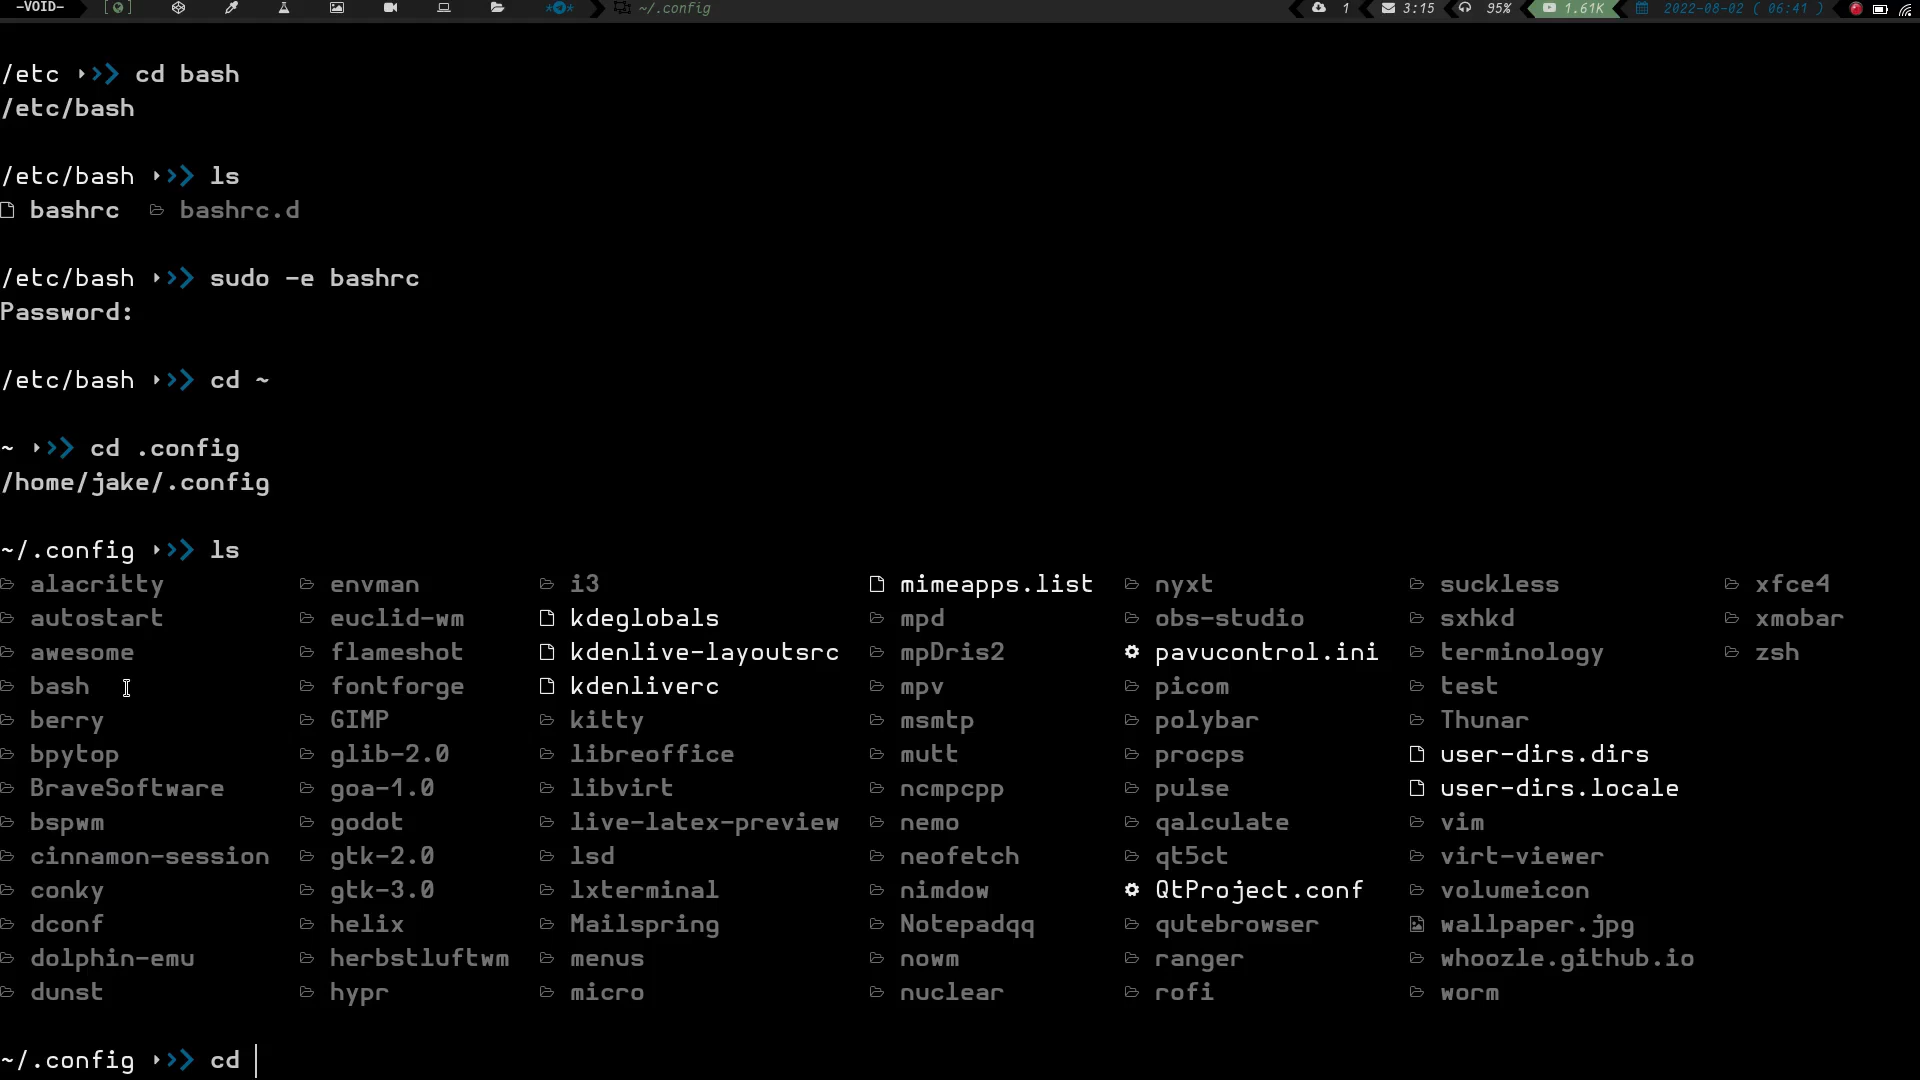 —VOID— [ ] ~/.config 1 3:15 95% 1.61K 2022-08-02 ( 06:41 )
/etc cd bash
/etc/bash
/etc/bash ls
bashrc bashrc.d
/etc/bash sudo -e bashrc
Password:
/etc/bash cd ~
~ cd .config
/home/jake/.config
~/.config ls
alacritty envman i3 mimeapps.list nyxt suckless xfce4
autostart euclid-wm kdeglobals mpd obs-studio sxhkd xmobar
awesome flameshot kdenlive-layoutsrc mpDris2 pavucontrol.ini terminology zsh
bash fontforge kdenliverc mpv picom test
berry GIMP kitty msmtp polybar Thunar
bpytop glib-2.0 libreoffice mutt procps user-dirs.dirs
BraveSoftware goa-1.0 libvirt ncmpcpp pulse user-dirs.locale
bspwm godot live-latex-preview nemo qalculate vim
cinnamon-session gtk-2.0 lsd neofetch qt5ct virt-viewer
conky gtk-3.0 lxterminal nimdow QtProject.conf volumeicon
dconf helix Mailspring Notepadqq qutebrowser wallpaper.jpg
dolphin-emu herbstluftwm menus nowm ranger whoozle.github.io
dunst hypr micro nuclear rofi worm
~/.config cd